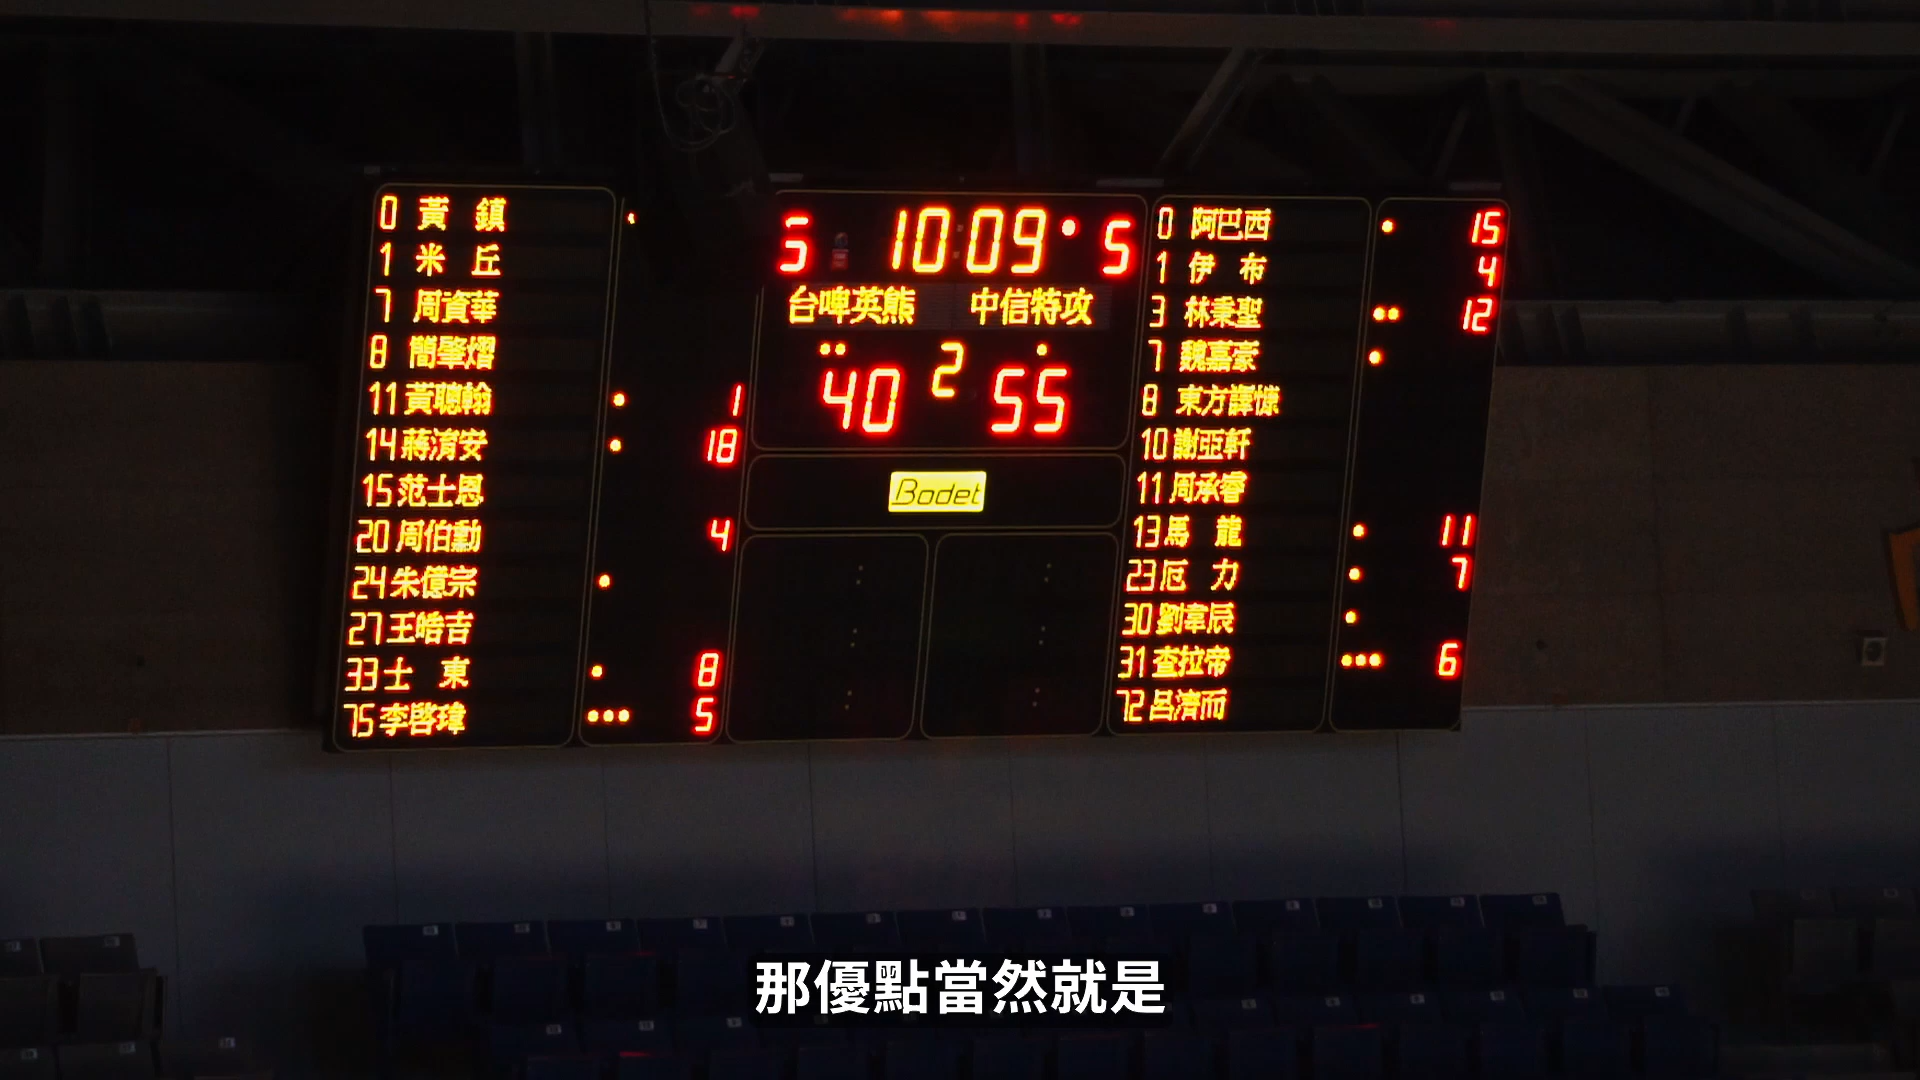 0 黃 鎮
1 米 丘
7 周資華
8 簡肇熠
11 黃聰翰 1
14 蔣淯安 18
15 范士恩
20 周伯勳 4
24 朱億宗
27 王皓吉
33 士 東 8
75 李啓瑋 5
5 10:09 5
台啤英熊 中信特攻
40 2 55
Bodet
0 阿巴西 15
1 伊 布 4
3 林秉聖 12
7 魏嘉豪
8 東方譯慷
10 謝亞軒
11 周承睿
13 馬 龍 11
23 厄 力 7
30 劉韋辰
31 查拉帝 6
72 呂濟而
那優點當然就是